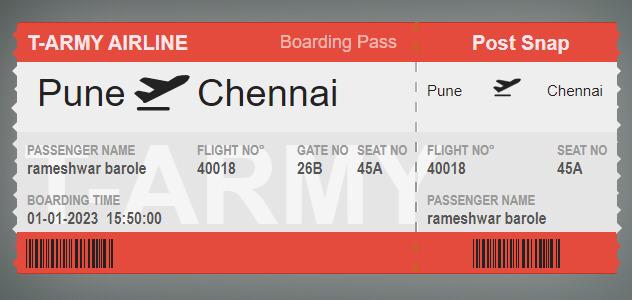 T-ARMY AIRLINE Boarding Pass Post Snap
Pune Chennai Pune Chennai
PASSENGER NAME FLIGHT NO° GATE NO SEAT NO FLIGHT NO° SEAT NO
rameshwar barole 40018 26B 45A 40018 45A
BOARDING TIME PASSENGER NAME
01-01-2023 15:50:00 rameshwar barole
T-ARMY